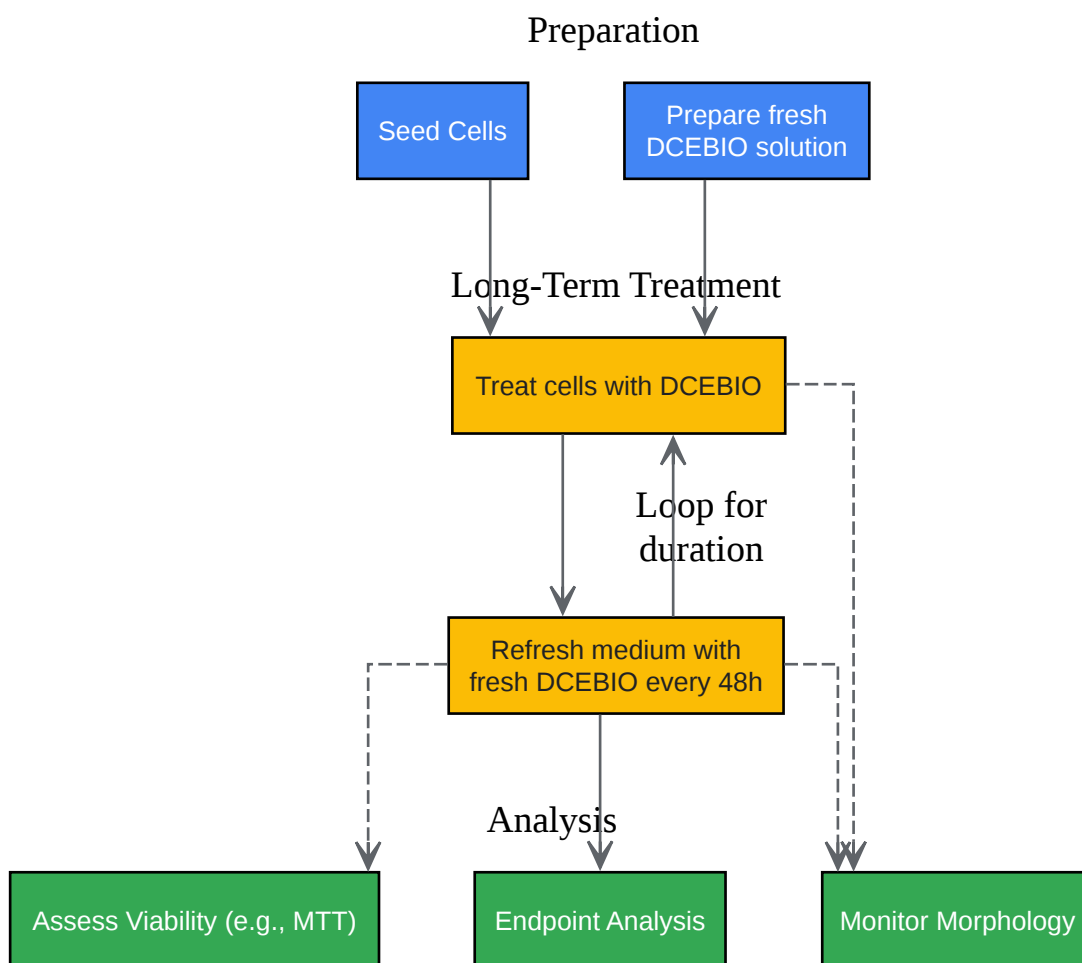 Preparation
Seed Cells
Prepare fresh
DCEBIO solution
Long-Term Treatment
Treat cells with DCEBIO
Loop for
duration
Refresh medium with
fresh DCEBIO every 48h
Analysis
Assess Viability (e.g., MTT)
Endpoint Analysis
Monitor Morphology